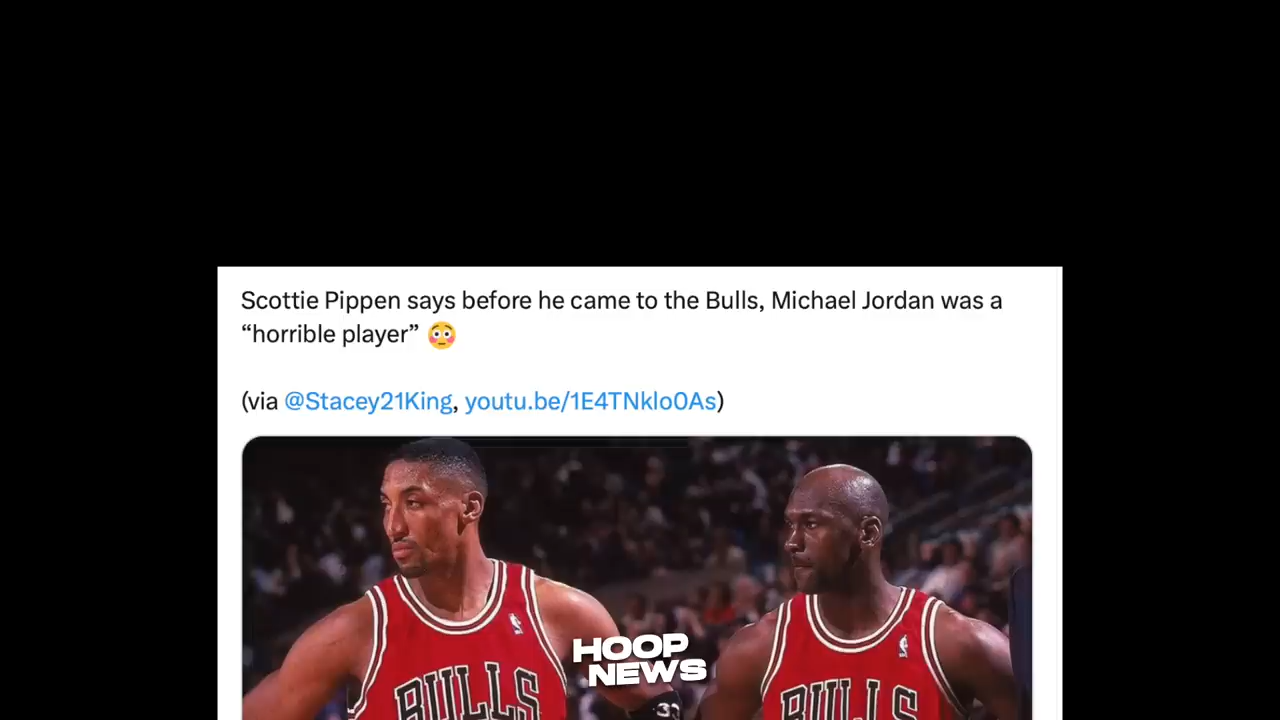 Scottie Pippen says before he came to the Bulls, Michael Jordan was a
“horrible player” 😳
(via @Stacey21King, youtu.be/1E4TNklo0As)
HOOP
NEWS
BULLS
BULLS
33